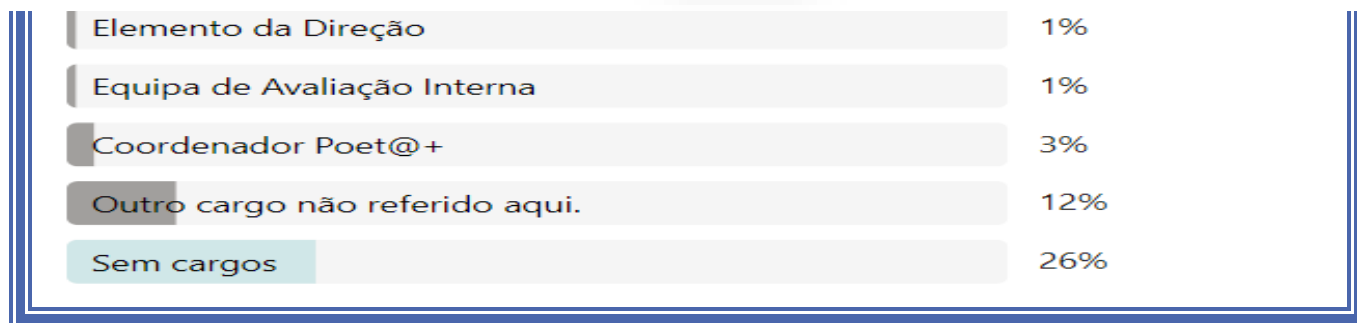 Elemento da Direção 1%
Equipa de Avaliação Interna 1%
Coordenador Poet@+ 3%
Outro cargo não referido aqui. 12%
Sem cargos 26%